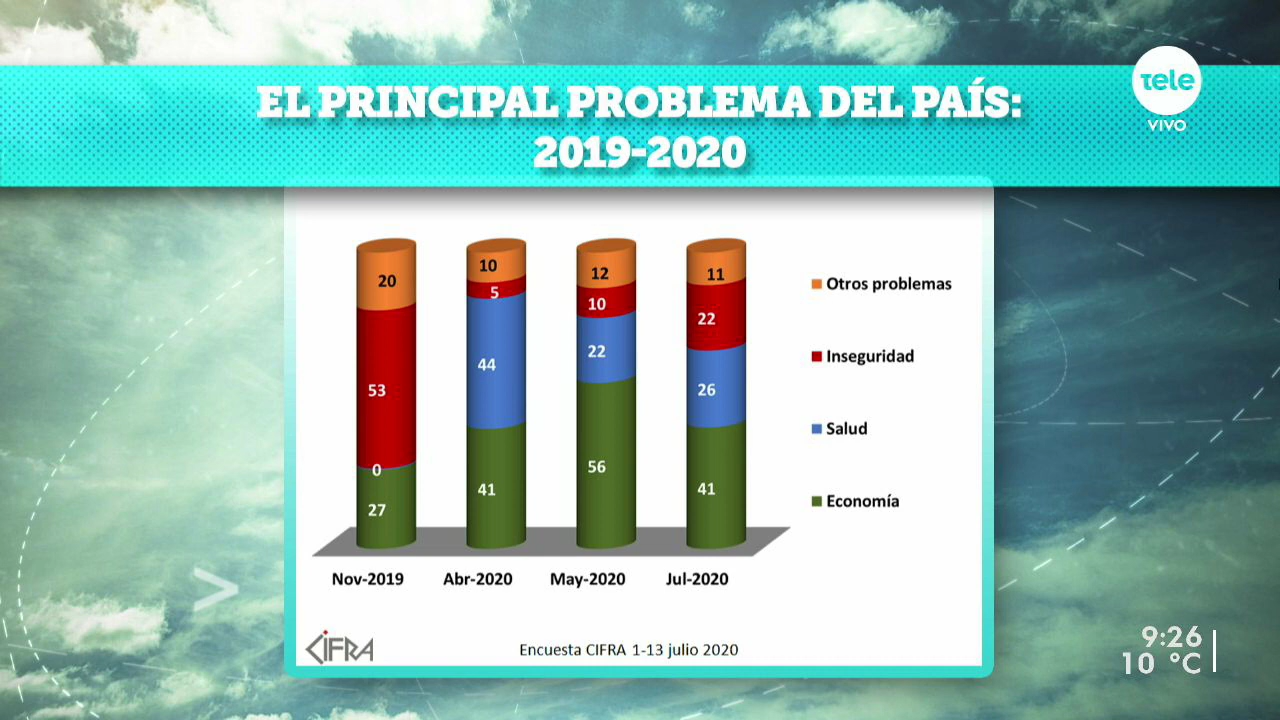 EL PRINCIPAL PROBLEMA DEL PAÍS:
2019-2020
tele
VIVO
20
10
12
11
5
10
22
53
44
22
26
0
27
41
56
41
Otros problemas
Inseguridad
Salud
Economía
Nov-2019
Abr-2020
May-2020
Jul-2020
CIFRA
Encuesta CIFRA 1-13 julio 2020
9:26
10 °C